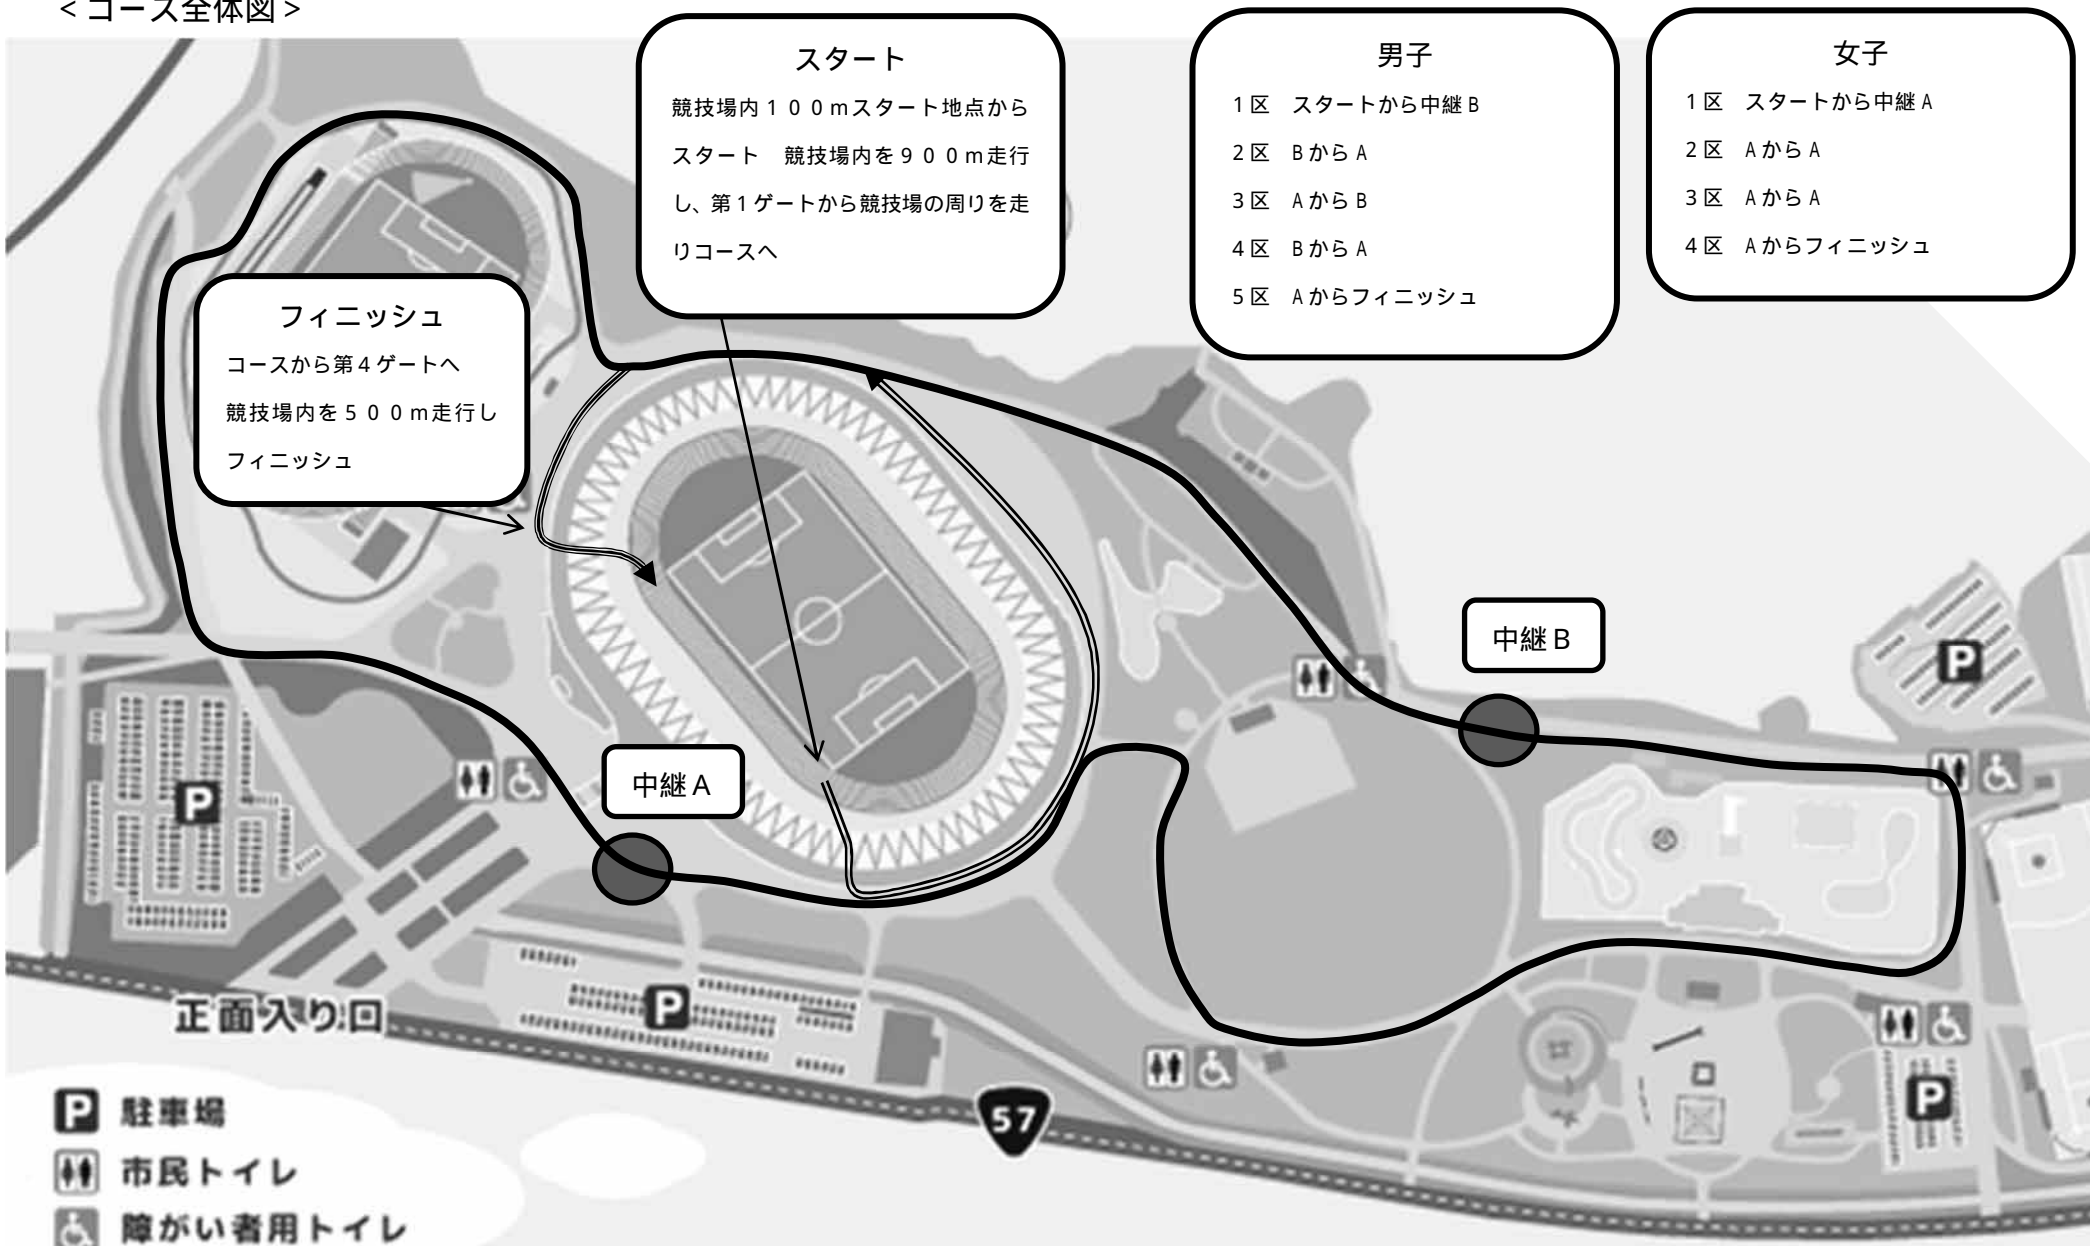 <コース全体図>
スタート
競技場内１００ｍスタート地点から
スタート　競技場内を９００ｍ走行
し、第１ゲートから競技場の周りを走
りコースへ
男子
1区　スタートから中継B
2区　BからA
3区　AからB
4区　BからA
5区　Aからフィニッシュ
女子
1区　スタートから中継A
2区　AからA
3区　AからA
4区　Aからフィニッシュ
フィニッシュ
コースから第４ゲートへ
競技場内を５００ｍ走行し
フィニッシュ
中継B
P
中継A
P
P
正面入り口
57
P
P 駐車場
市民トイレ
障がい者用トイレ